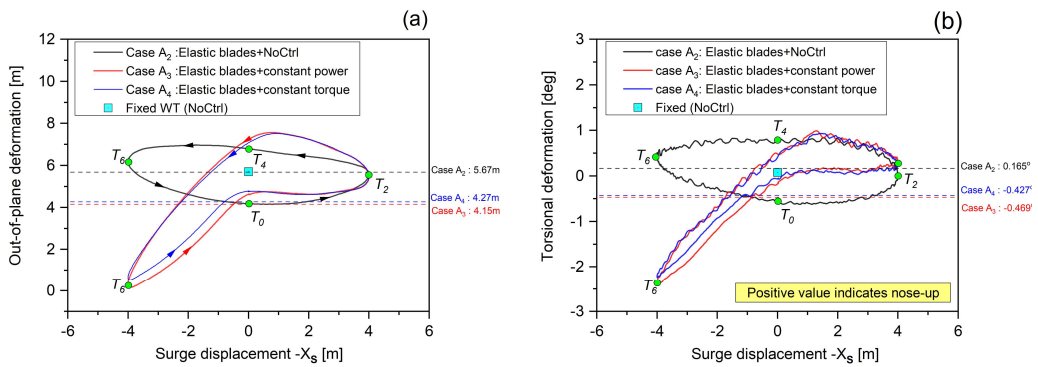 (a)
Case A2 :Elastic blades+NoCtrl
Case A3 :Elastic blades+constant power
Case A4 :Elastic blades+constant torque
Fixed WT (NoCtrl)
Out-of-plane deformation [m]
12
10
8
6
4
2
0
T6
T4
T2
T0
T6
Case A2 : 5.67m
Case A4 : 4.27m
Case A3 : 4.15m
-6
-4
-2
0
2
4
6
Surge displacement -XS [m]
(b)
case A2: Elastic blades+NoCtrl
case A3: Elastic blades+constant power
case A4: Elastic blades+constant torque
Fixed (NoCtrl)
Torsional deformation [deg]
3
2
1
0
-1
-2
-3
T4
T6
T2
T0
T6
Case A2 : 0.165°
Case A4 : -0.427°
Case A3 : -0.469°
Positive value indicates nose-up
-6
-4
-2
0
2
4
6
Surge displacement -XS [m]